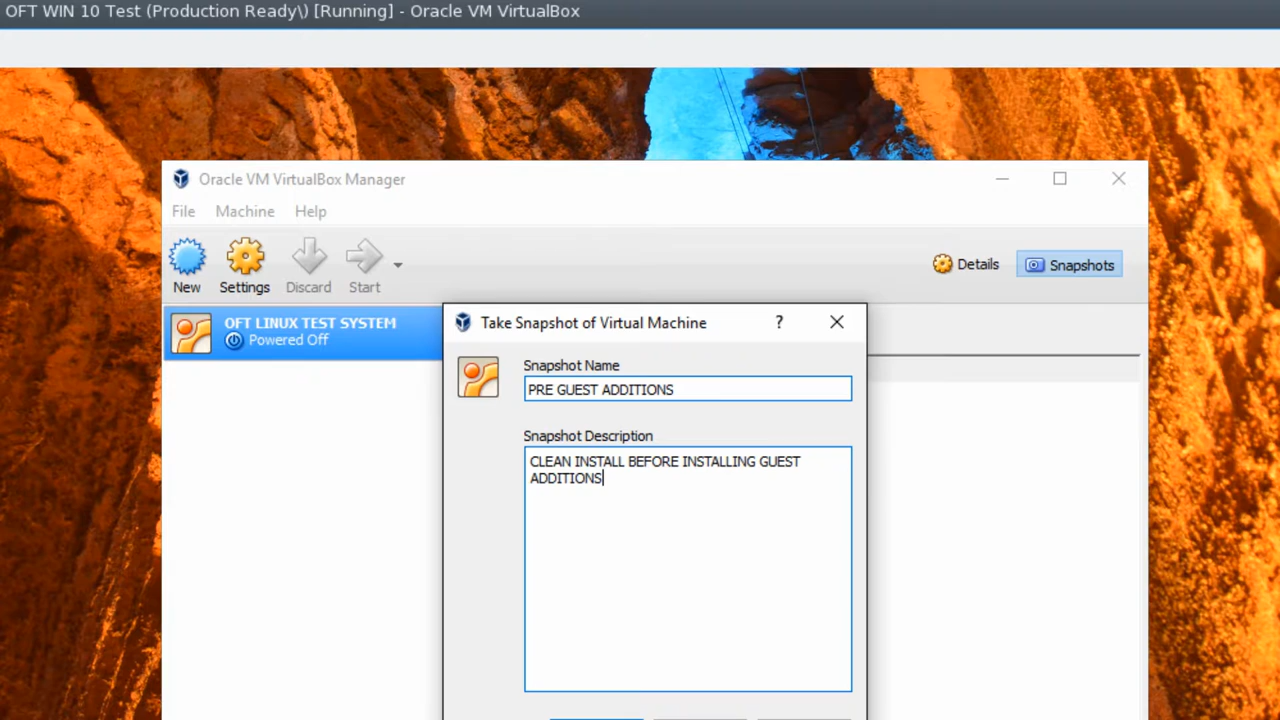 OFT WIN 10 Test (Production Ready\) [Running] - Oracle VM VirtualBox
Oracle VM VirtualBox Manager
File Machine Help
New Settings Discard Start
Details Snapshots
OFT LINUX TEST SYSTEM
Powered Off
Take Snapshot of Virtual Machine ?
Snapshot Name
PRE GUEST ADDITIONS
Snapshot Description
CLEAN INSTALL BEFORE INSTALLING GUEST
ADDITIONS